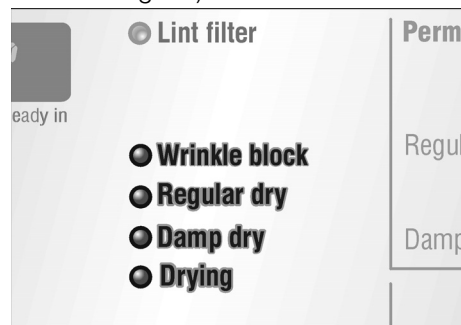 Lint filter
Perm
eady in
Wrinkle block
Regul
Regular dry
Damp dry
Damp
Drying